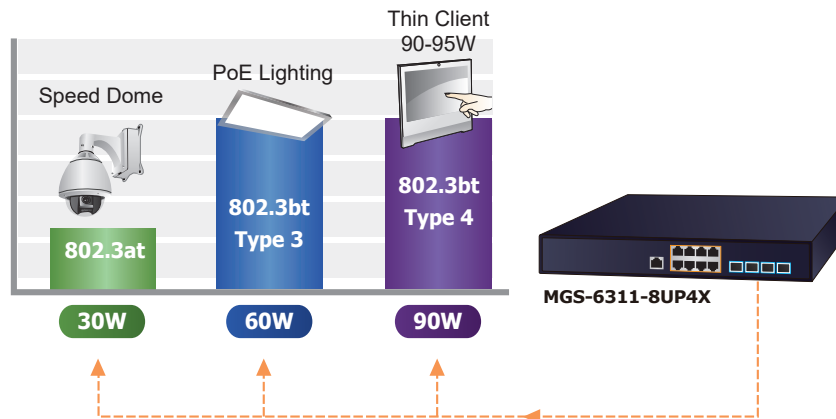 Thin Client
90-95W
PoE Lighting
Speed Dome
802.3at
802.3bt
Type 3
802.3bt
Type 4
MGS-6311-8UP4X
30W
60W
90W